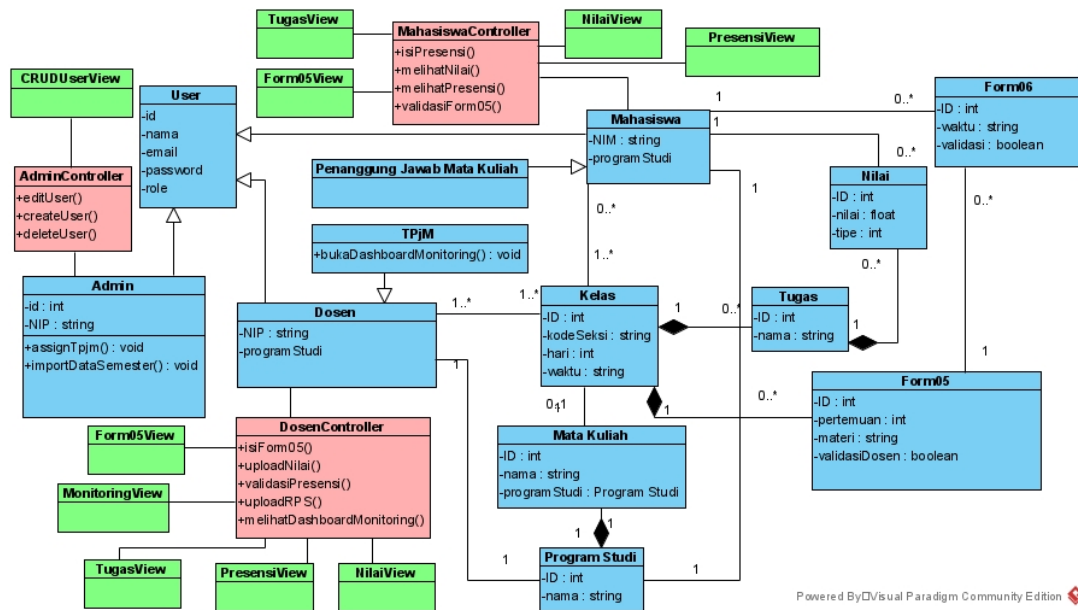 TugasView
MahasiswaController
+isiPresensi()
+melihatNilai()
+melihatPresensi()
+validasiForm05()
NilaiView
PresensiView
Form05View
CRUDUserView
User
-id
-nama
-email
-password
-role
AdminController
+editUser()
+createUser()
+deleteUser()
Admin
-id : int
-NIP : string
+assignTpjm() : void
+importDataSemester() : void
Mahasiswa
-NIM : string
-programStudi
Penanggung Jawab Mata Kuliah
TPjM
+bukaDashboardMonitoring() : void
Dosen
-NIP : string
-programStudi
Form06
-ID : int
-waktu : string
-validasi : boolean
Nilai
-ID : int
-nilai : float
-tipe : int
1
0..*
1
0..*
1
0..*
1..*
0..*
0..*
1..*
1..*
Kelas
-ID : int
-kodeSeksi : string
-hari : int
-waktu : string
1
0..*
Tugas
-ID : int
-nama : string
1
1
Form05
-ID : int
-pertemuan : int
-materi : string
-validasiDosen : boolean
1
0..*
1
Mata Kuliah
-ID : int
-nama : string
-programStudi : Program Studi
1
1
Program Studi
-ID : int
-nama : string
1
1
1
DosenController
+isiForm05()
+uploadNilai()
+validasiPresensi()
+uploadRPS()
+melihatDashboardMonitoring()
Form05View
MonitoringView
TugasView
PresensiView
NilaiView
Powered By Visual Paradigm Community Edition